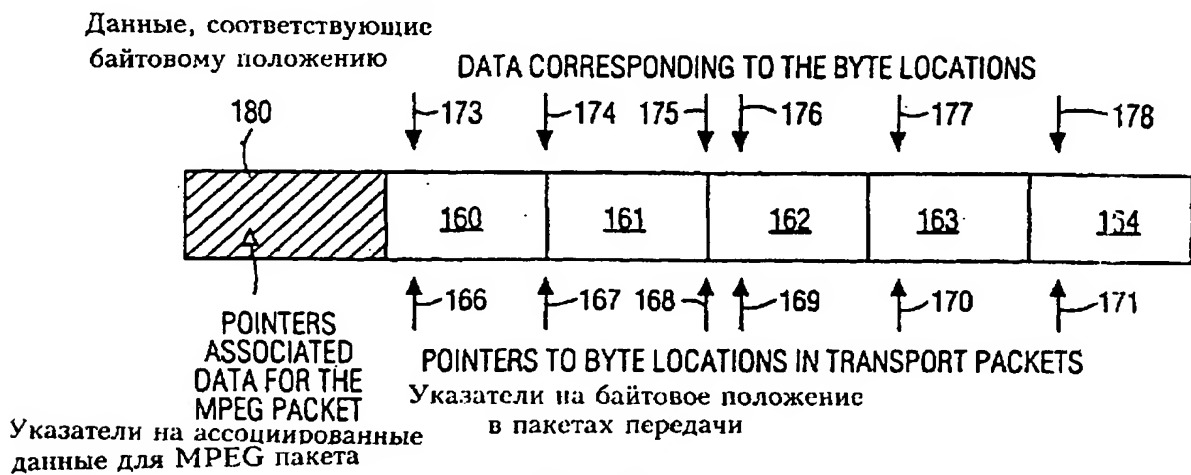 Данные, соответствующие
байтовому положению
DATA CORRESPONDING TO THE BYTE LOCATIONS
180
173 174 175 176 177 178
160 161 162 163 164
166 167 168 169 170 171
POINTERS
ASSOCIATED
DATA FOR THE
MPEG PACKET
POINTERS TO BYTE LOCATIONS IN TRANSPORT PACKETS
Указатели на байтовое положение
в пакетах передачи
Указатели на ассоциированные
данные для MPEG пакета